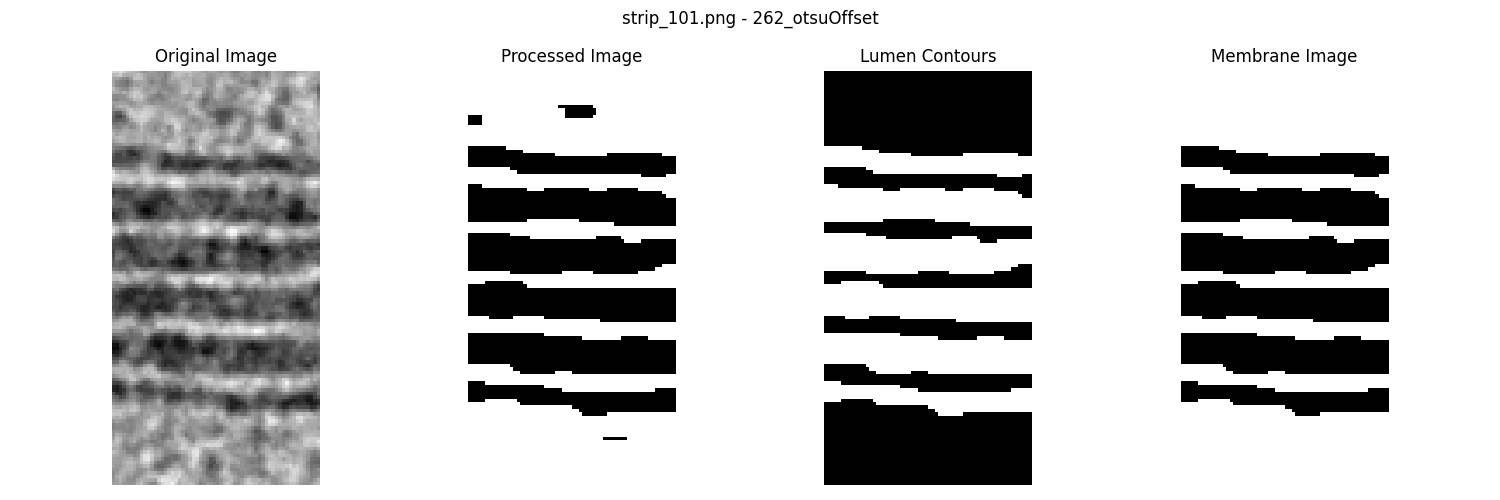 strip_101.png - 262_otsuOffset
Original Image
Processed Image
Lumen Contours
Membrane Image